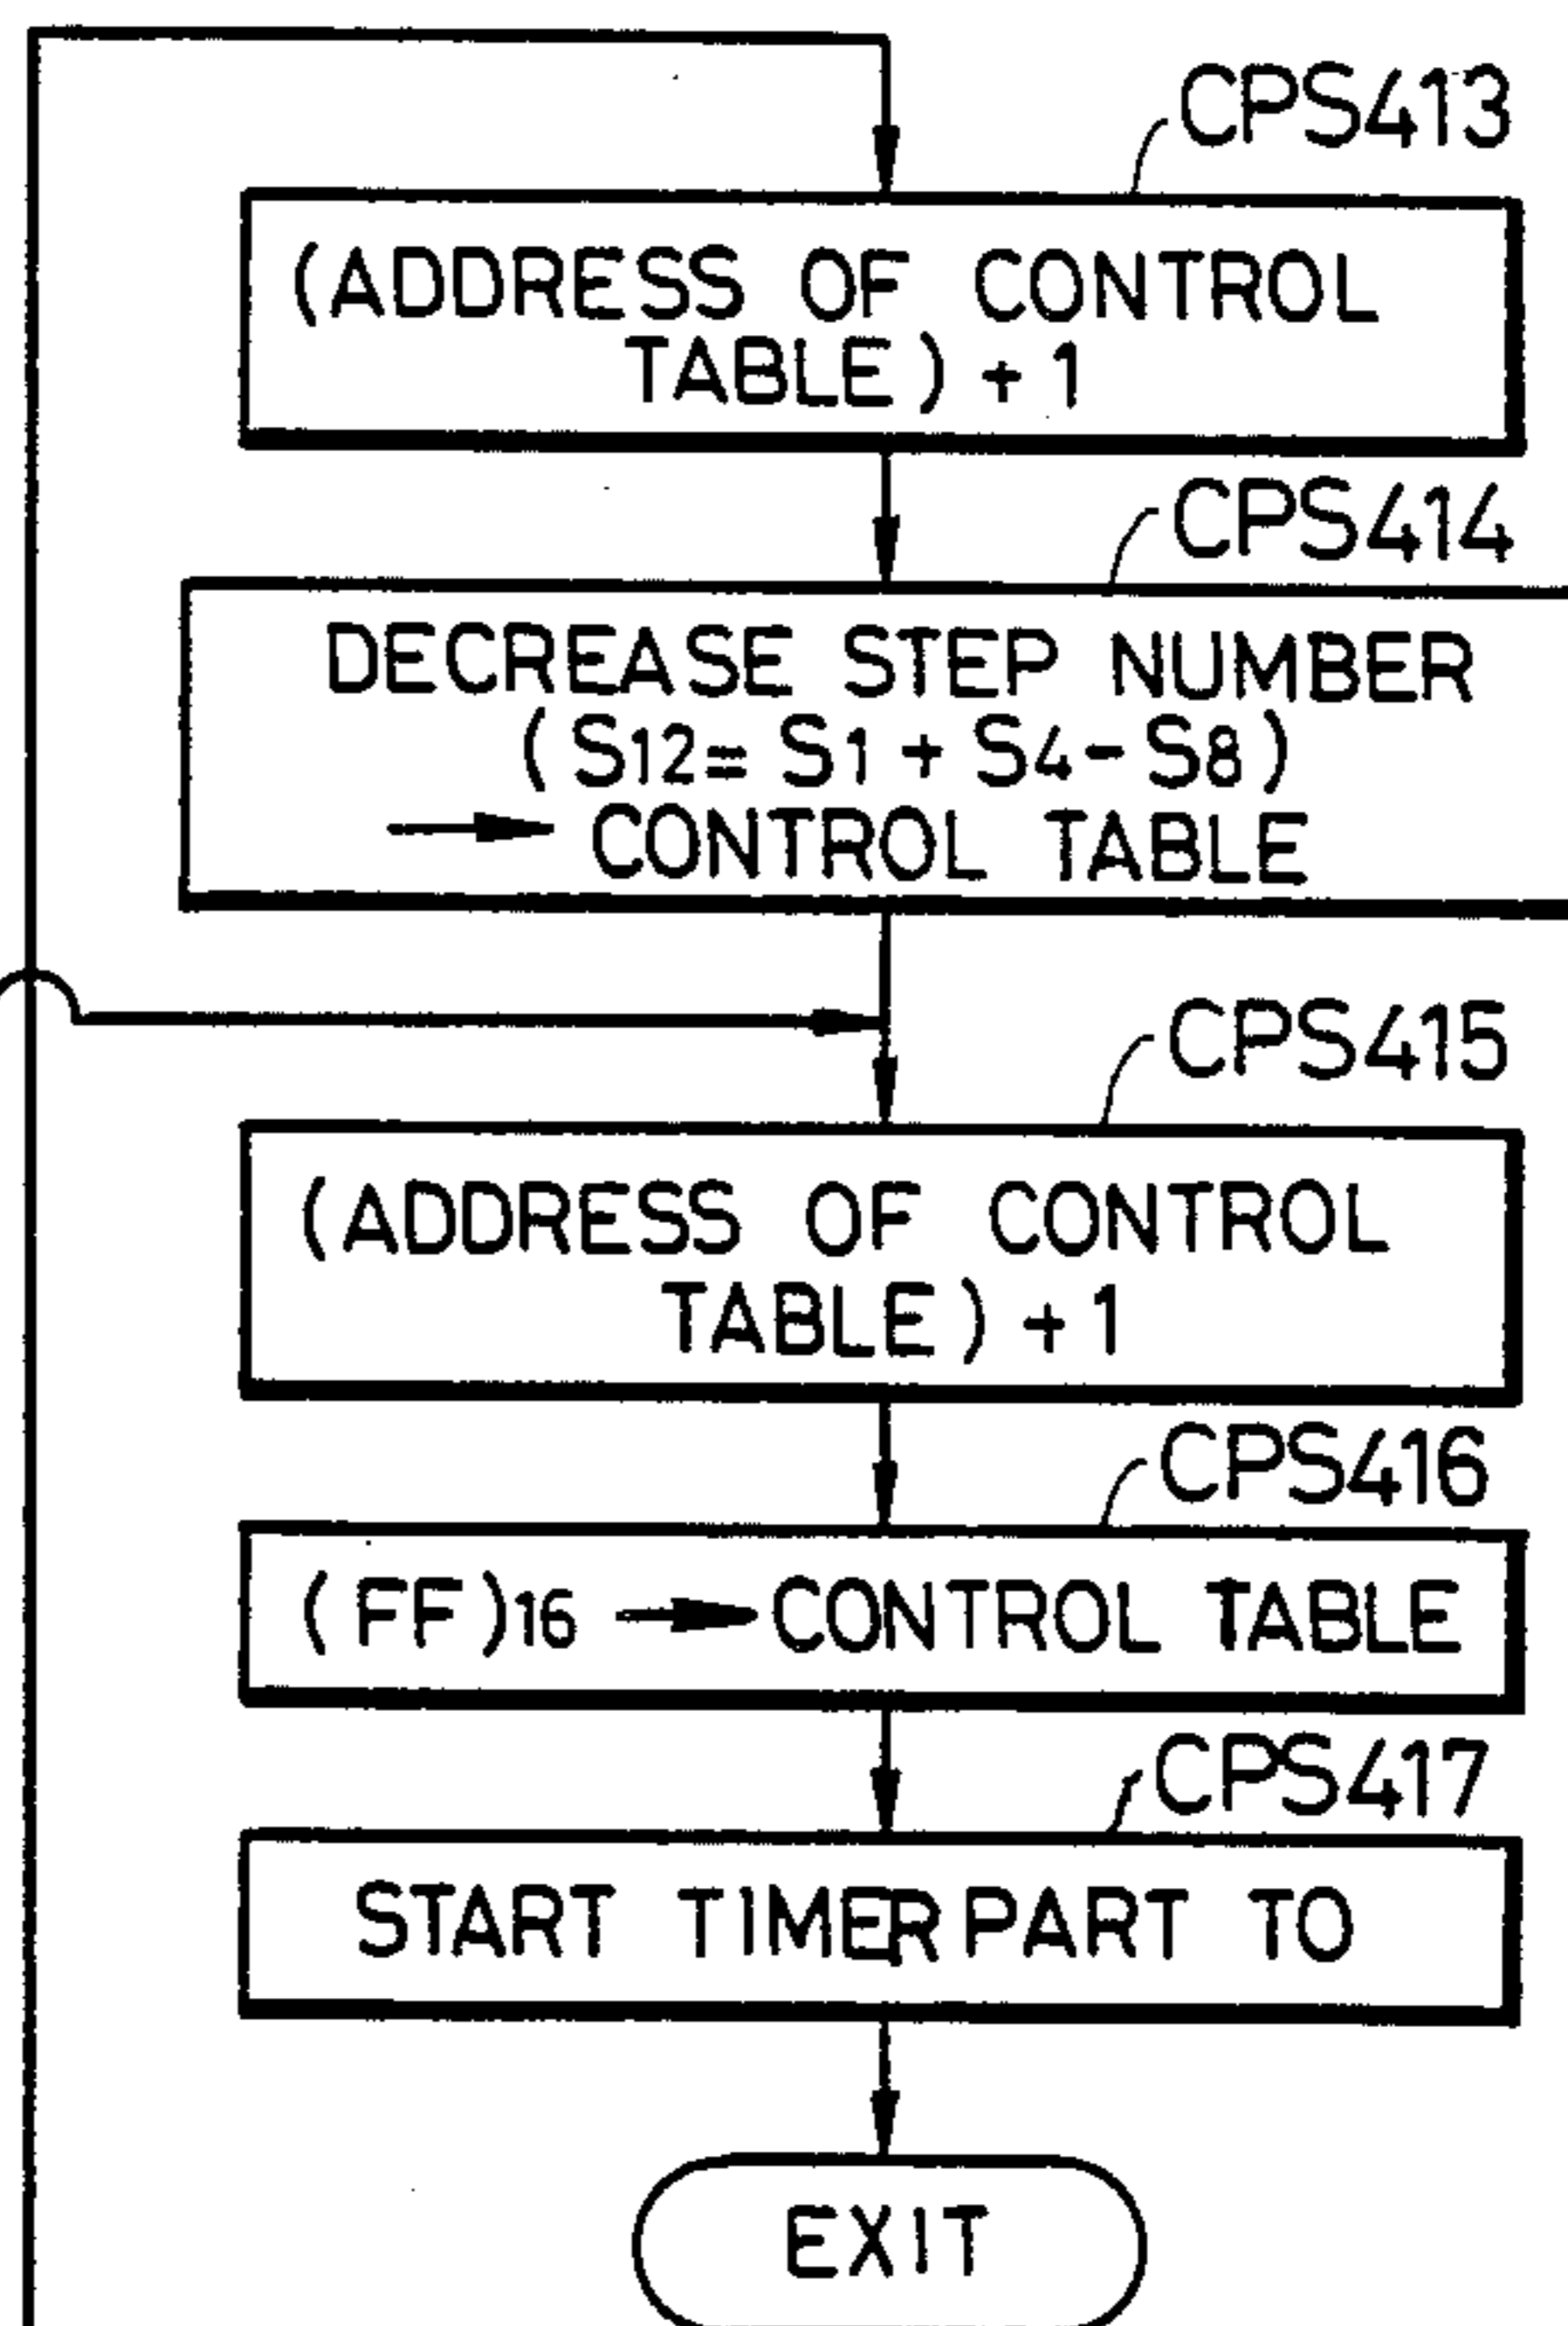 CPS413
(ADDRESS OF CONTROL
TABLE) + 1
CPS414
DECREASE STEP NUMBER
(S12= S1 + S4 - S8)
→ CONTROL TABLE
CPS415
(ADDRESS OF CONTROL
TABLE) + 1
CPS416
(FF)16 → CONTROL TABLE
CPS417
START TIMER PART TO
EXIT